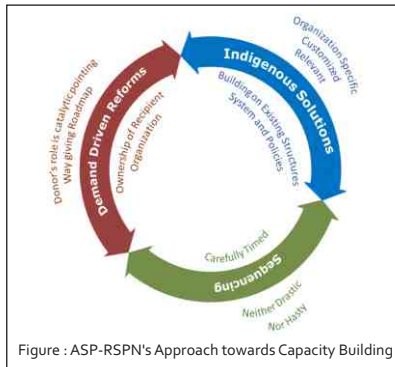 Demand Driven Reforms
Donor's role is catalyticpointing
Way giving Roadmap
Ownership of Recipient
Organization
Indigenous Solutions
Organization Specific
Customized
Relevant
Building on Existing Structures
System and Policies
Sequencing
Carefully Timed
Neither Drastic
Nor Hasty
Figure : ASP-RSPN's Approach towards Capacity Building